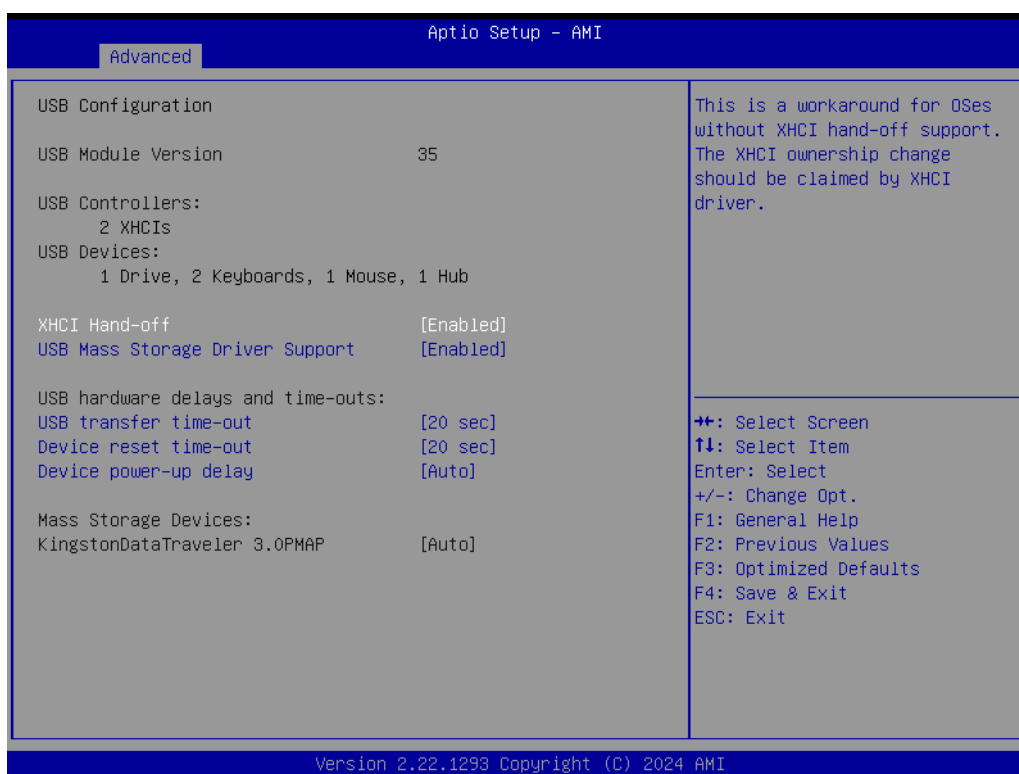 Aptio Setup – AMI
Advanced
USB Configuration
USB Module Version 35
USB Controllers:
2 XHCIs
USB Devices:
1 Drive, 2 Keyboards, 1 Mouse, 1 Hub
XHCI Hand-off [Enabled]
USB Mass Storage Driver Support [Enabled]
USB hardware delays and time-outs:
USB transfer time-out [20 sec]
Device reset time-out [20 sec]
Device power-up delay [Auto]
Mass Storage Devices:
KingstonDataTraveler 3.0PMAP [Auto]
This is a workaround for OSes
without XHCI hand-off support.
The XHCI ownership change
should be claimed by XHCI
driver.
→←: Select Screen
↑↓: Select Item
Enter: Select
+/-: Change Opt.
F1: General Help
F2: Previous Values
F3: Optimized Defaults
F4: Save & Exit
ESC: Exit
Version 2.22.1293 Copyright (C) 2024 AMI